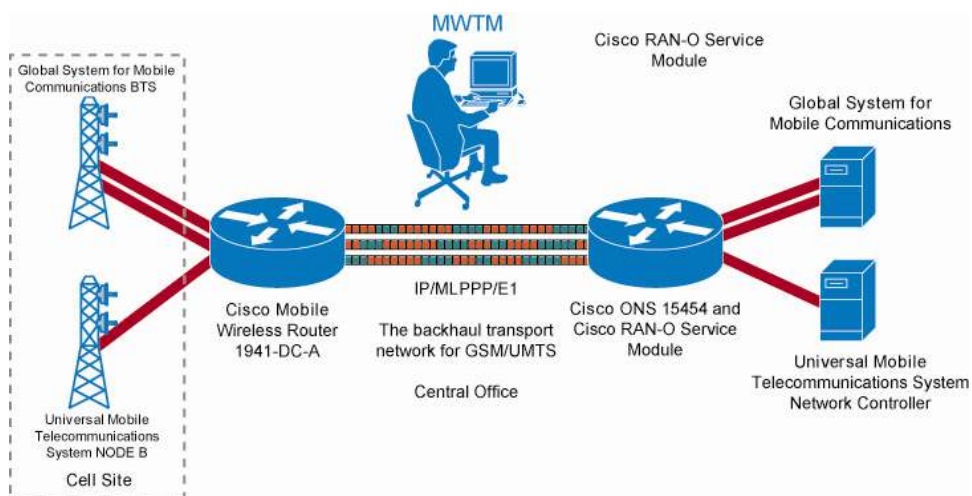 MWTM
Cisco RAN-O Service
Module
Global System for Mobile
Communications BTS
Global System for
Mobile Communications
Cisco Mobile
Wireless Router
1941-DC-A
IP/MLPPP/E1
The backhaul transport
network for GSM/UMTS
Central Office
Cisco ONS 15454 and
Cisco RAN-O Service
Module
Universal Mobile
Telecommunications System
Network Controller
Universal Mobile
Telecommunications
System NODE B
Cell Site